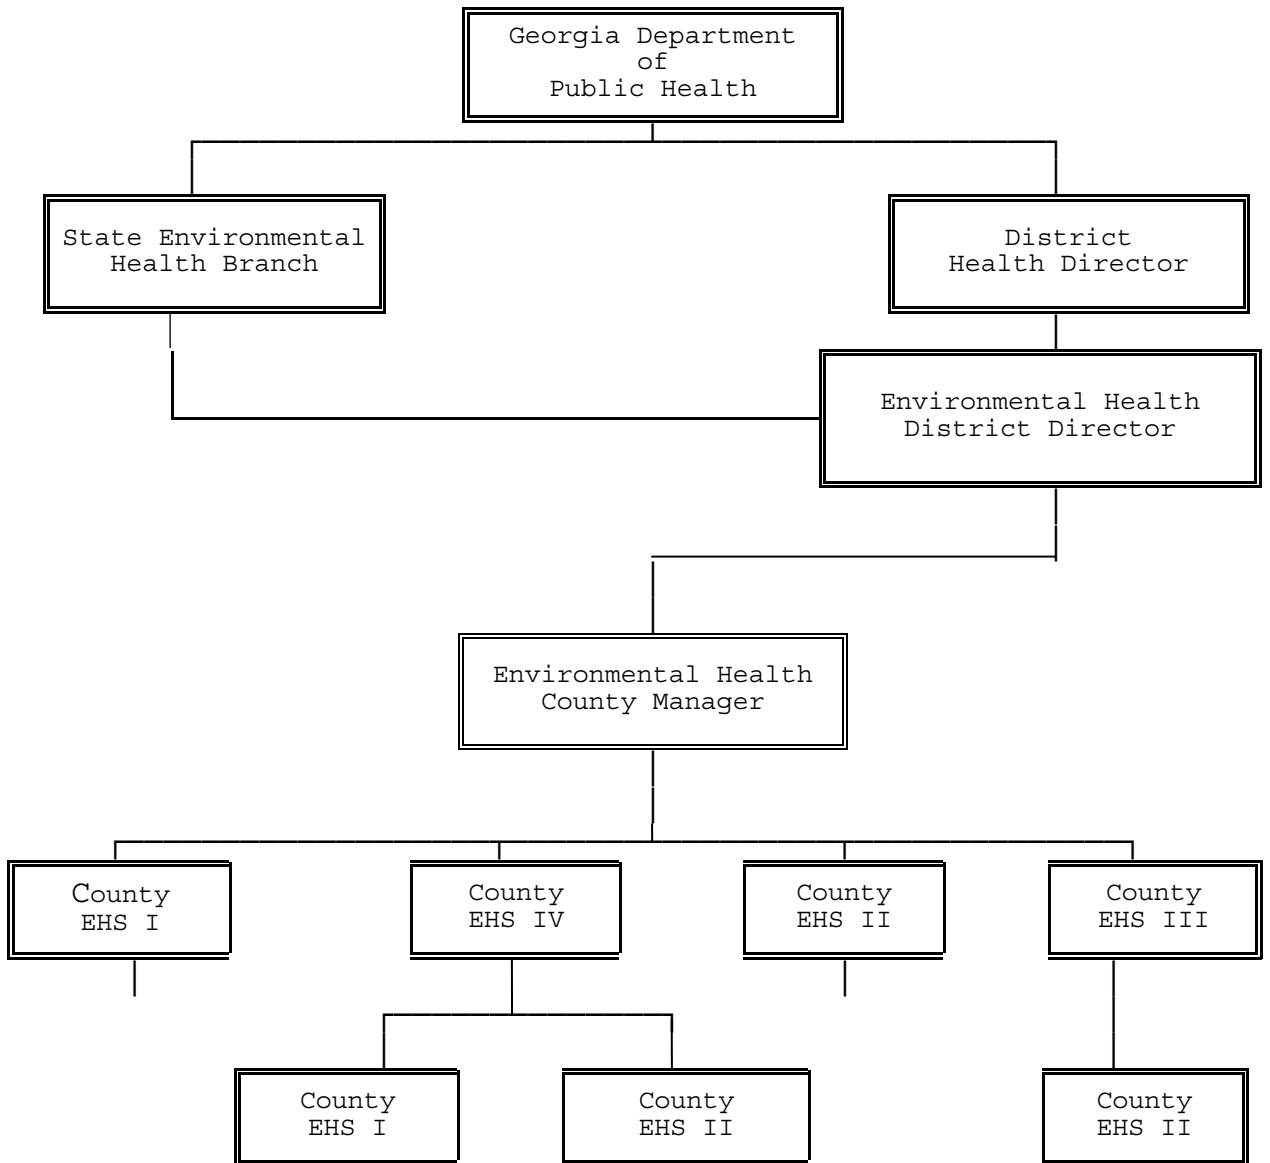 Georgia Department
of
Public Health
State Environmental
Health Branch
District
Health Director
Environmental Health
District Director
Environmental Health
County Manager
County
EHS I
County
EHS IV
County
EHS II
County
EHS III
County
EHS I
County
EHS II
County
EHS II